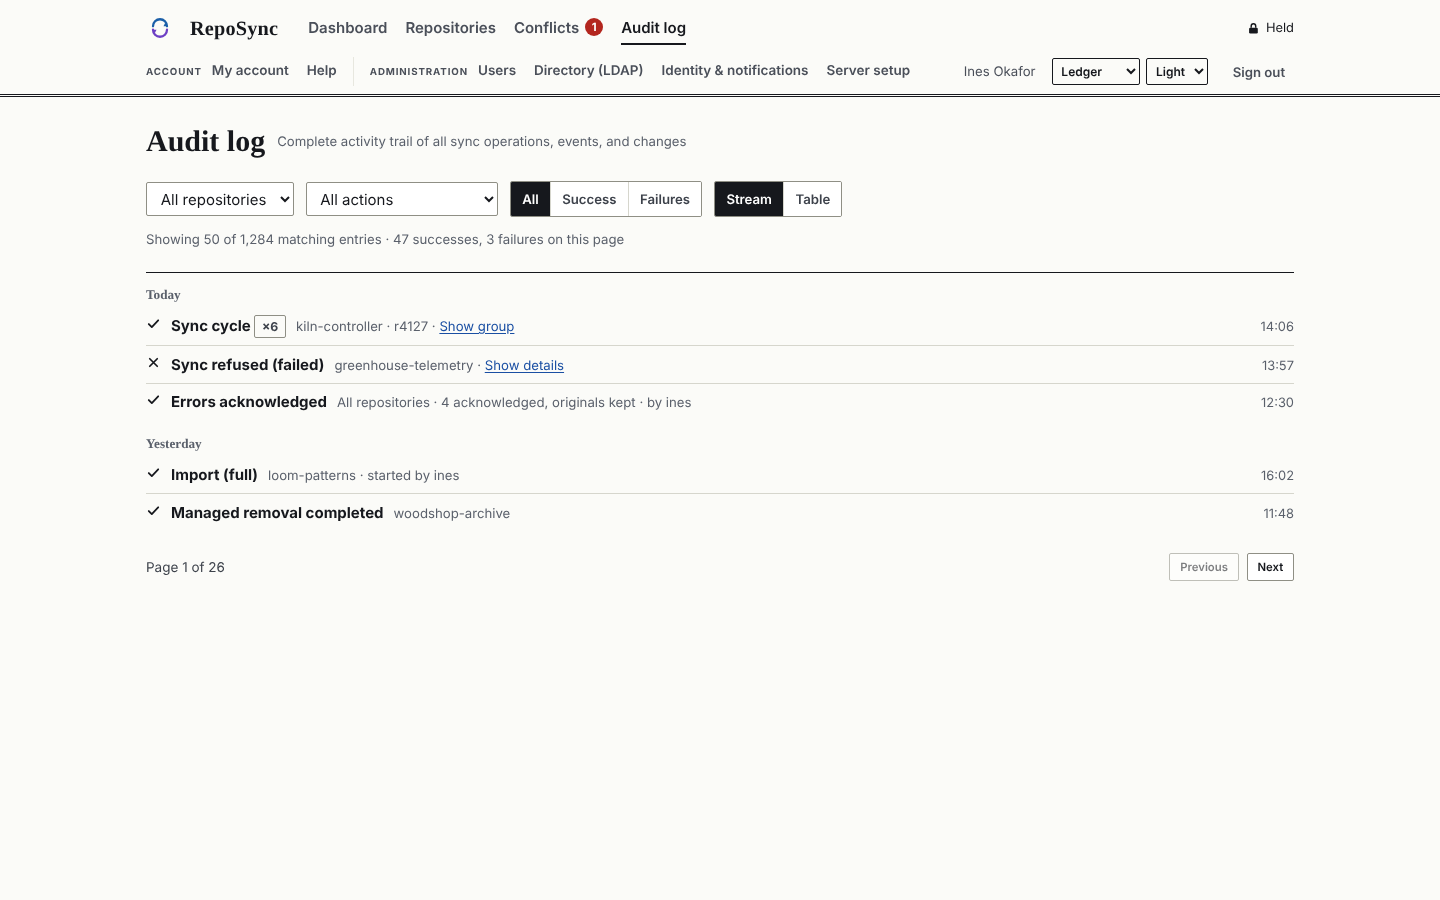 RepoSync Dashboard Repositories Conflicts 1 Audit log Held
ACCOUNT My account Help ADMINISTRATION Users Directory (LDAP) Identity & notifications Server setup Ines Okafor Ledger Light Sign out
Audit log Complete activity trail of all sync operations, events, and changes
All repositories All actions All Success Failures Stream Table
Showing 50 of 1,284 matching entries · 47 successes, 3 failures on this page
Today
Sync cycle ×6 kiln-controller · r4127 · Show group 14:06
Sync refused (failed) greenhouse-telemetry · Show details 13:57
Errors acknowledged All repositories · 4 acknowledged, originals kept · by ines 12:30
Yesterday
Import (full) loom-patterns · started by ines 16:02
Managed removal completed woodshop-archive 11:48
Page 1 of 26 Previous Next